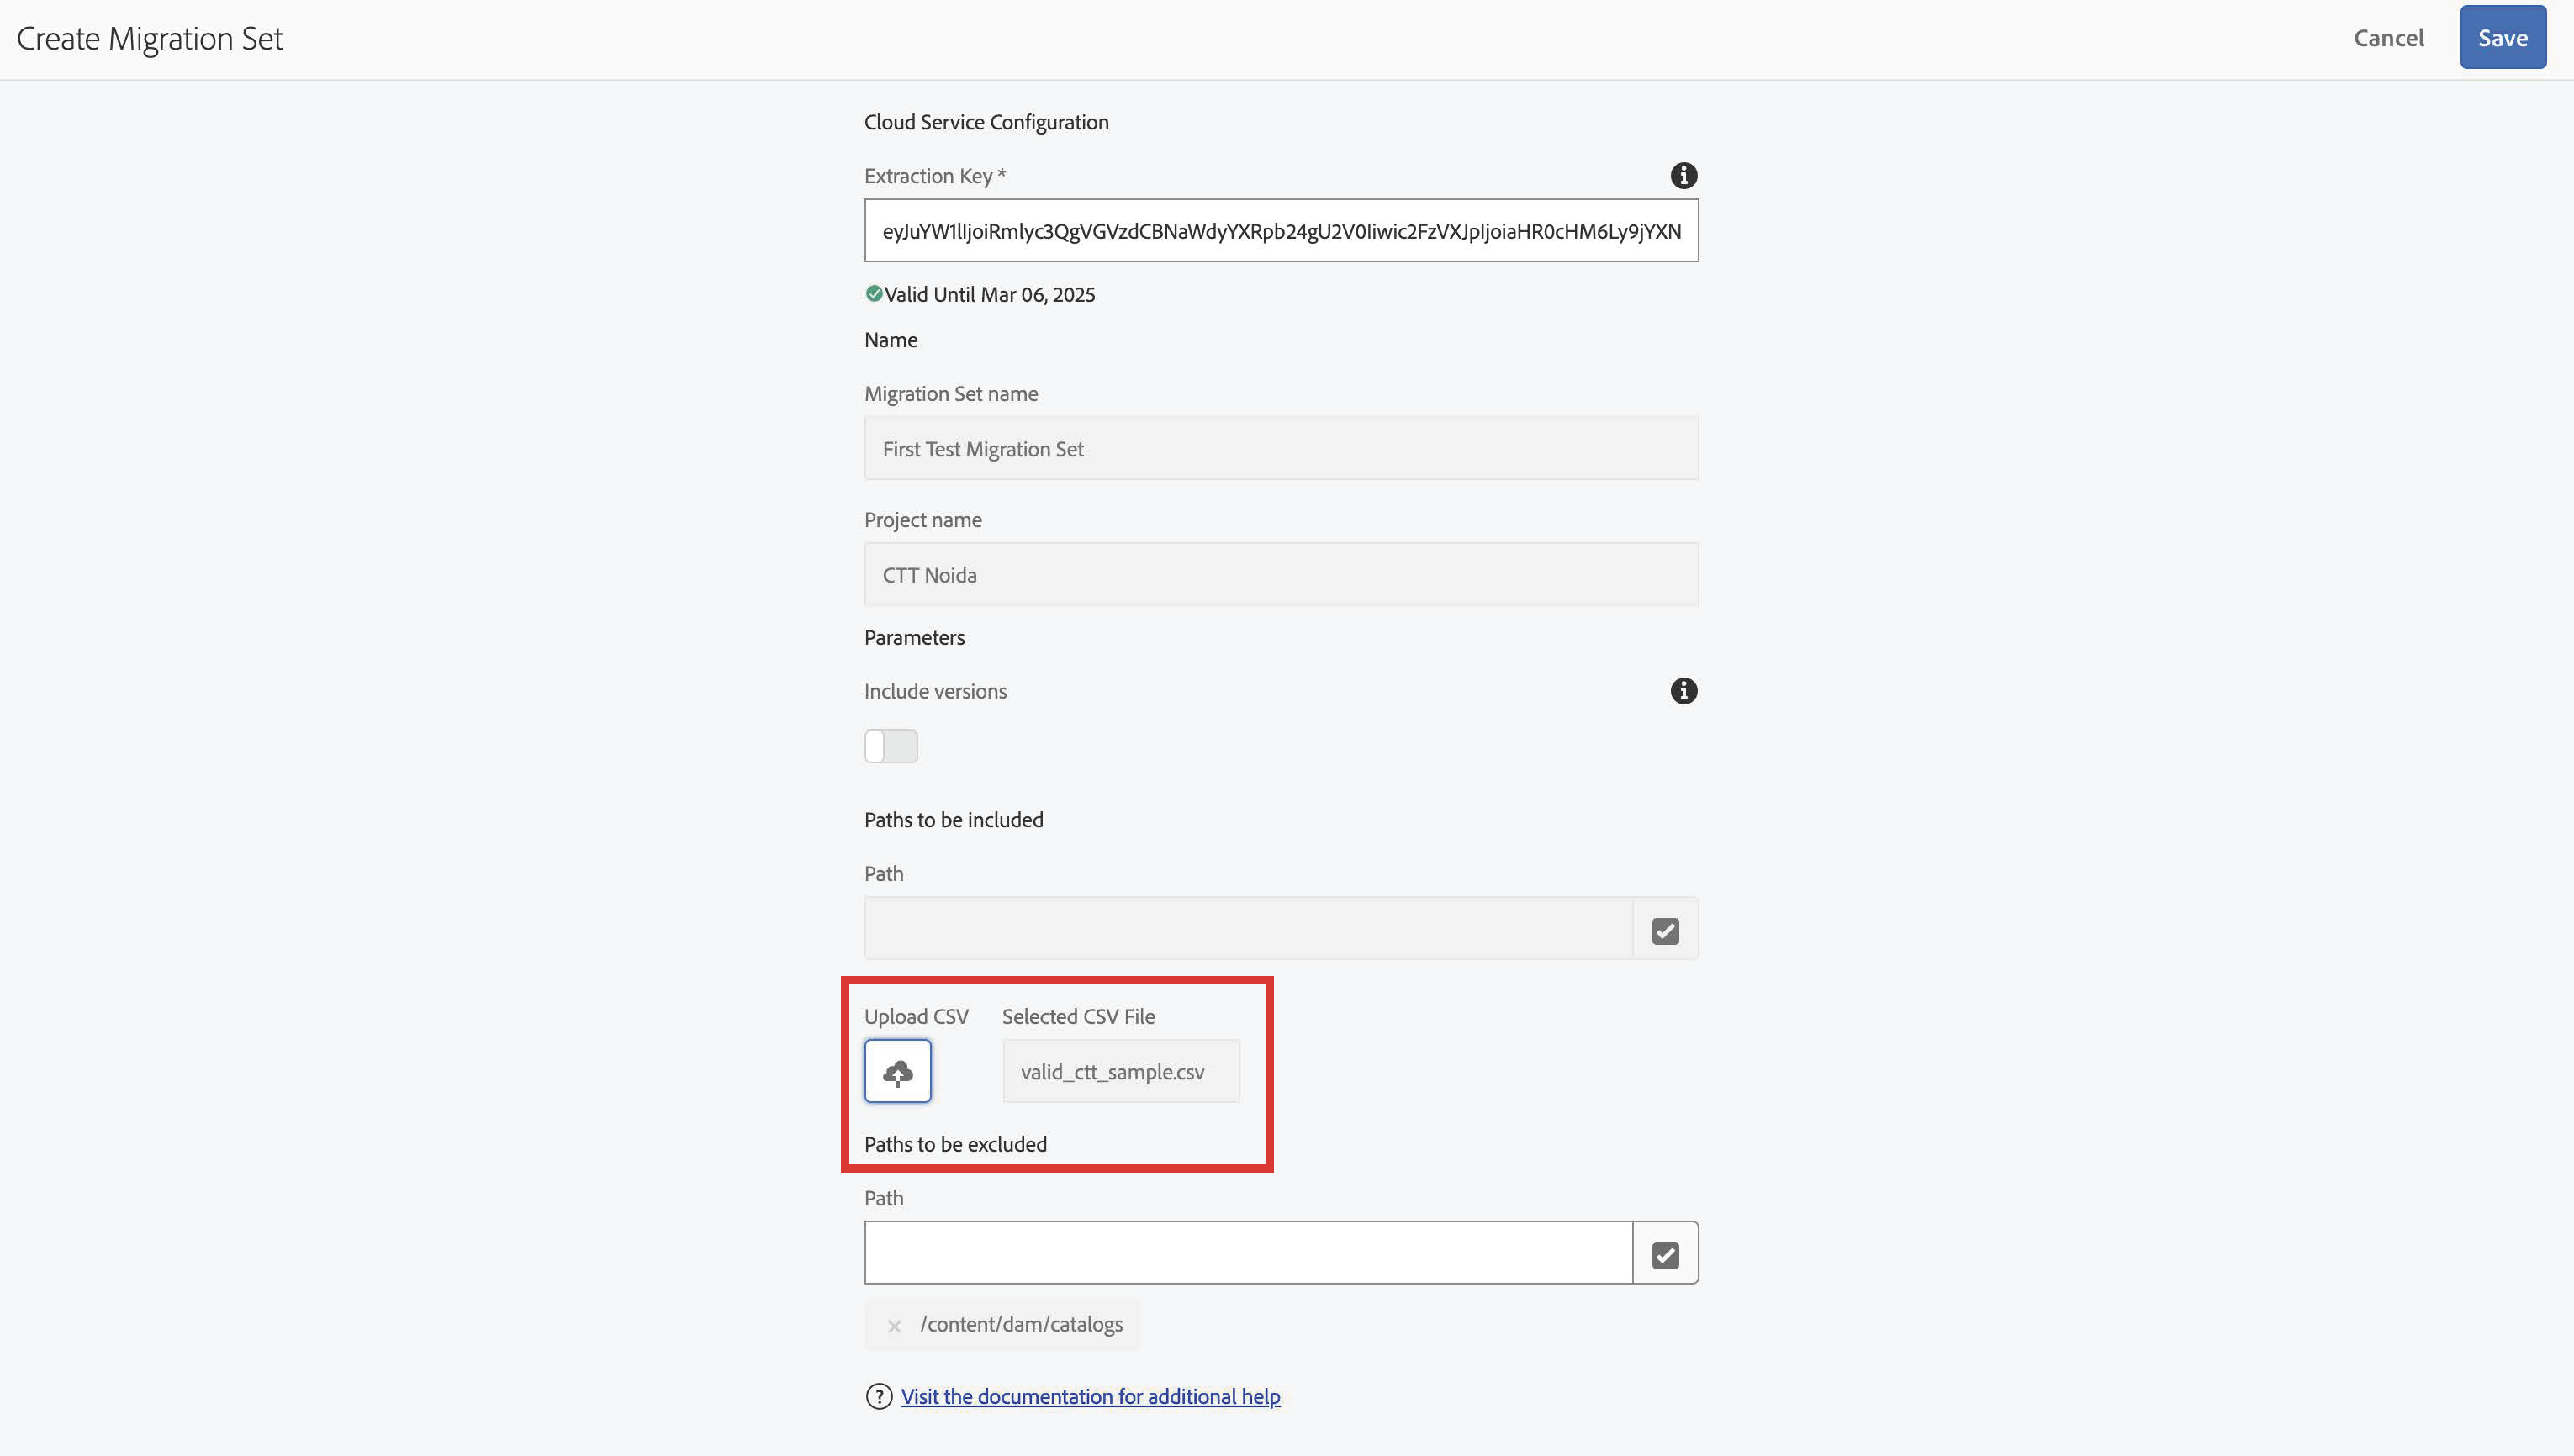 Create Migration Set
Cancel
Save
Cloud Service Configuration
Extraction Key *
eyJuYW1lIjoiRmlyc3QgVGVzdCBNaWdyYXRpb24gU2V0Iiwic2FzVXJpIjoiaHR0cHM6Ly9jYXN
Valid Until Mar 06, 2025
Name
Migration Set name
First Test Migration Set
Project name
CTT Noida
Parameters
Include versions
Paths to be included
Path
Upload CSV
Selected CSV File
valid_ctt_sample.csv
Paths to be excluded
Path
/content/dam/catalogs
Visit the documentation for additional help